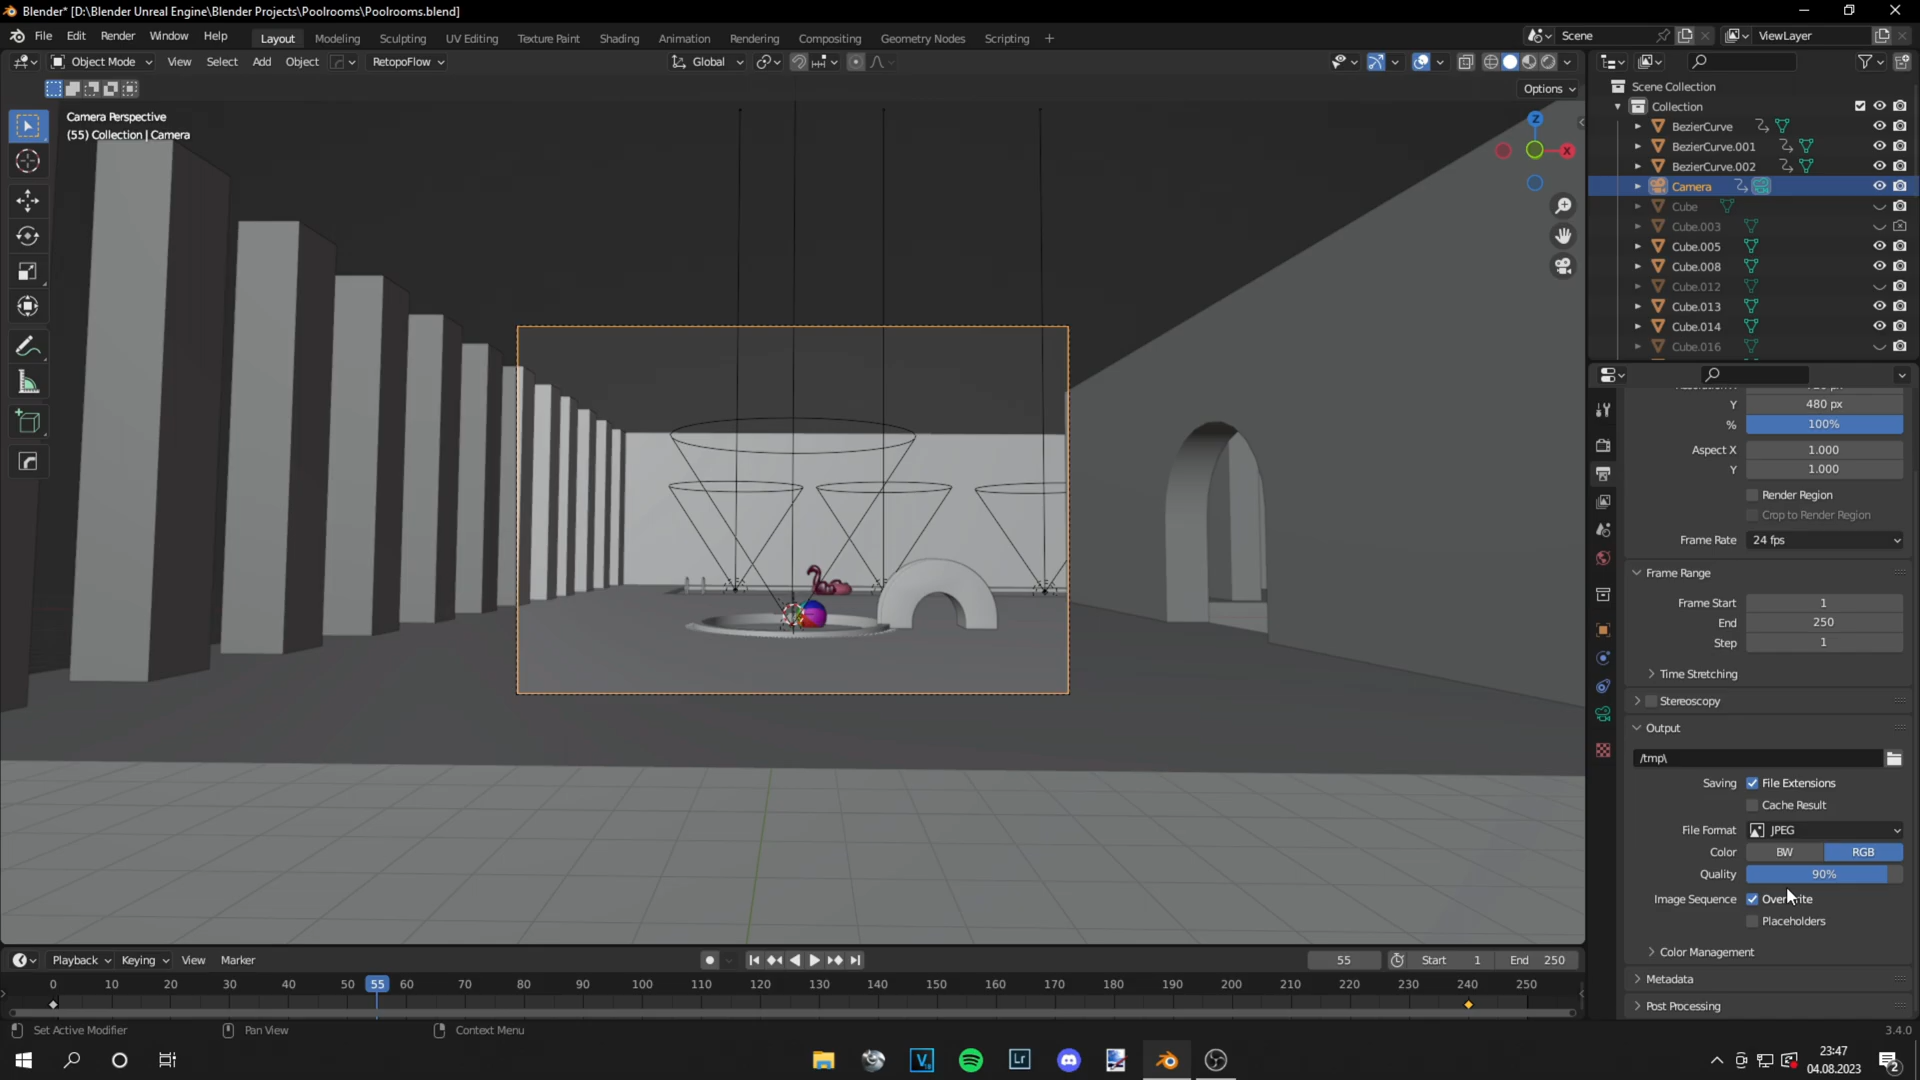 Blender* [D:\Blender Unreal Engine\Blender Projects\Poolrooms\Poolrooms.blend]
File Edit Render Window Help Layout Modeling Sculpting UV Editing Texture Paint Shading Animation Rendering Compositing Geometry Nodes Scripting + Scene ViewLayer
Object Mode View Select Add Object RetopoFlow Global
Options
Camera Perspective
(55) Collection | Camera
Z
X
Scene Collection
Collection
BezierCurve
BezierCurve.001
BezierCurve.002
Camera
Cube
Cube.003
Cube.005
Cube.008
Cube.012
Cube.013
Cube.014
Cube.016
Y 480 px
% 100%
Aspect X 1.000
Y 1.000
Render Region
Crop to Render Region
Frame Rate 24 fps
Frame Range
Frame Start 1
End 250
Step 1
Time Stretching
Stereoscopy
Output
/tmp\
Saving File Extensions
Cache Result
File Format JPEG
Color BW RGB
Quality 90%
Image Sequence Overwrite
Placeholders
Color Management
Metadata
Post Processing
Playback Keying View Marker 55 Start 1 End 250
0 10 20 30 40 50 55 60 70 80 90 100 110 120 130 140 150 160 170 180 190 200 210 220 230 240 250
Set Active Modifier Pan View Context Menu 3.4.0
Lr
23:47
04.08.2023
2